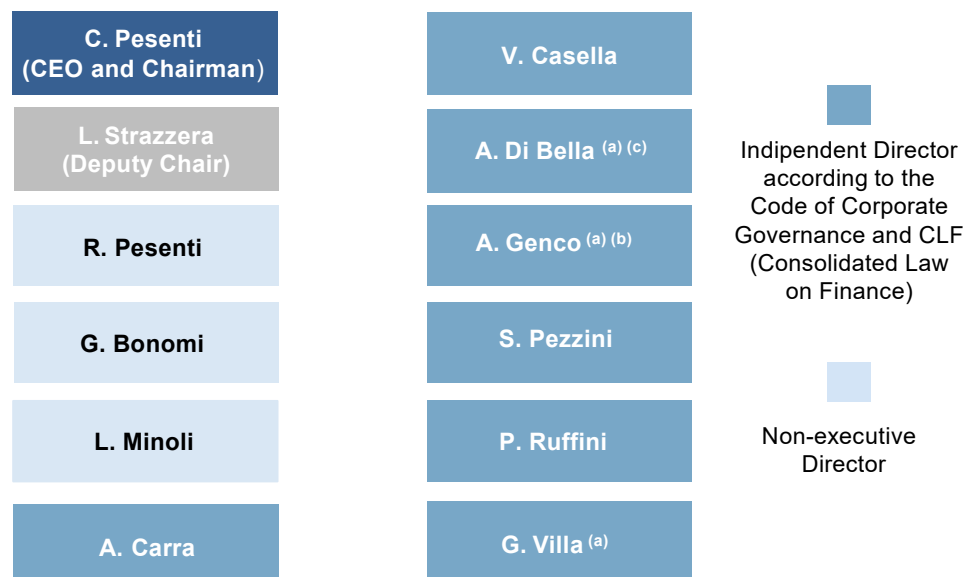 C. Pesenti
(CEO and Chairman)
L. Strazzera
(Deputy Chair)
R. Pesenti
G. Bonomi
L. Minoli
A. Carra
V. Casella
A. Di Bella (a) (c)
A. Genco (a) (b)
S. Pezzini
P. Ruffini
G. Villa (a)
Indipendent Director
according to the
Code of Corporate
Governance and CLF
(Consolidated Law
on Finance)
Non-executive
Director